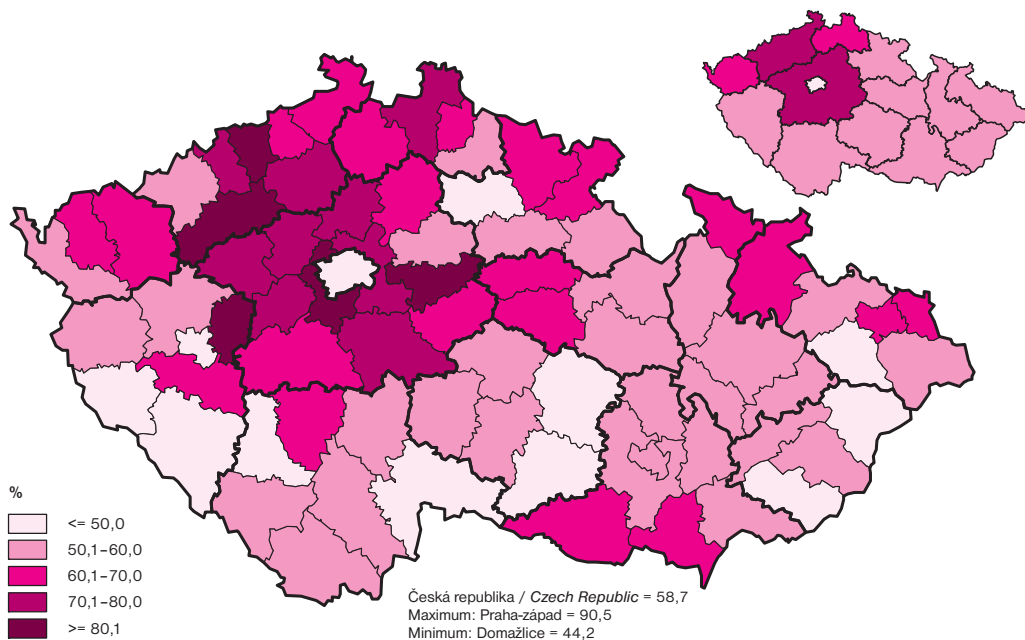 %
<= 50,0
50,1–60,0
60,1–70,0
70,1–80,0
>= 80,1
Česká republika / Czech Republic = 58,7
Maximum: Praha-západ = 90,5
Minimum: Domažlice = 44,2